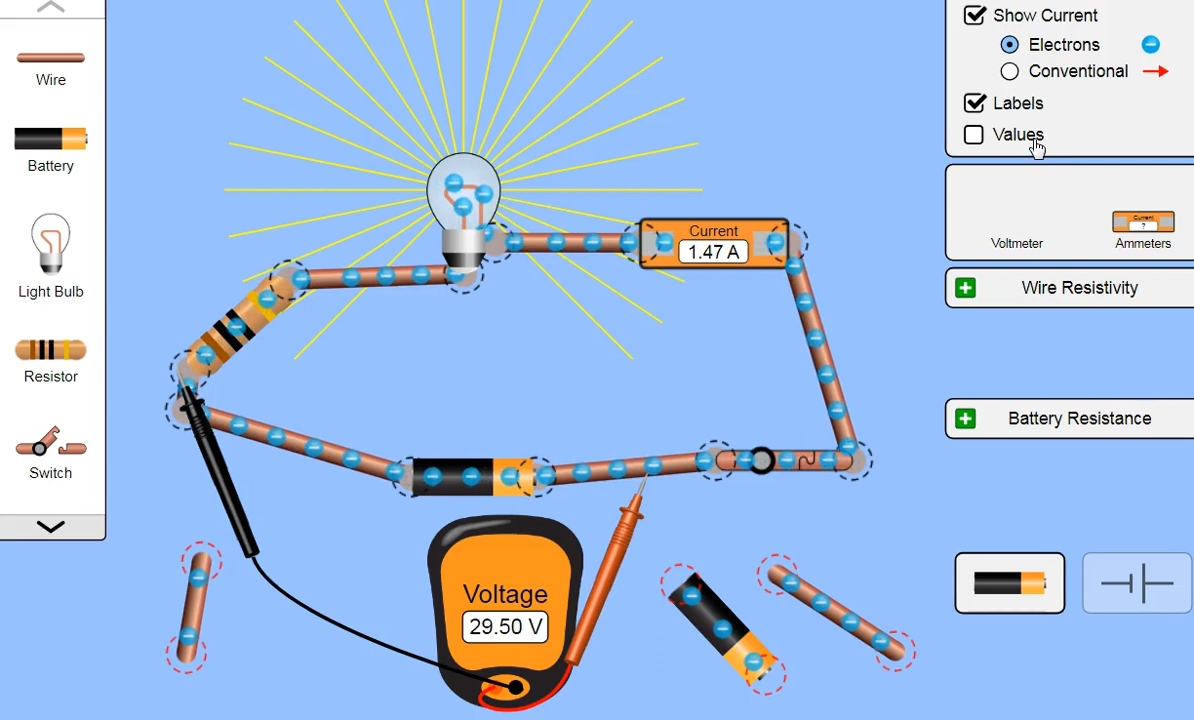 Wire
Battery
Light Bulb
Resistor
Switch
Current
1.47 A
Voltage
29.50 V
Show Current
Electrons
Conventional
Labels
Values
Current
?
Voltmeter
Ammeters
Wire Resistivity
Battery Resistance